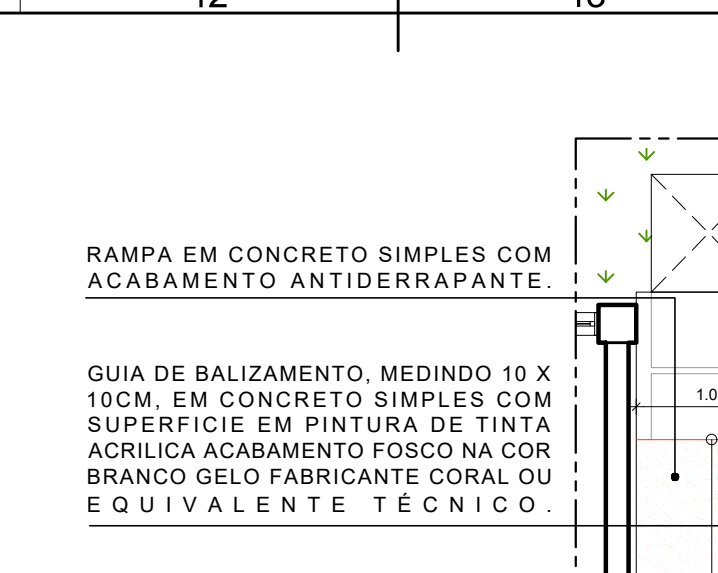 RAMPA EM CONCRETO SIMPLES COM
ACABAMENTO ANTIDERRAPANTE.
GUIA DE BALIZAMENTO, MEDINDO 10 X
10CM, EM CONCRETO SIMPLES COM
SUPERFICIE EM PINTURA DE TINTA
ACRILICA ACABAMENTO FOSCO NA COR
BRANCO GELO FABRICANTE CORAL OU
EQUIVALENTE TÉCNICO.
1.0